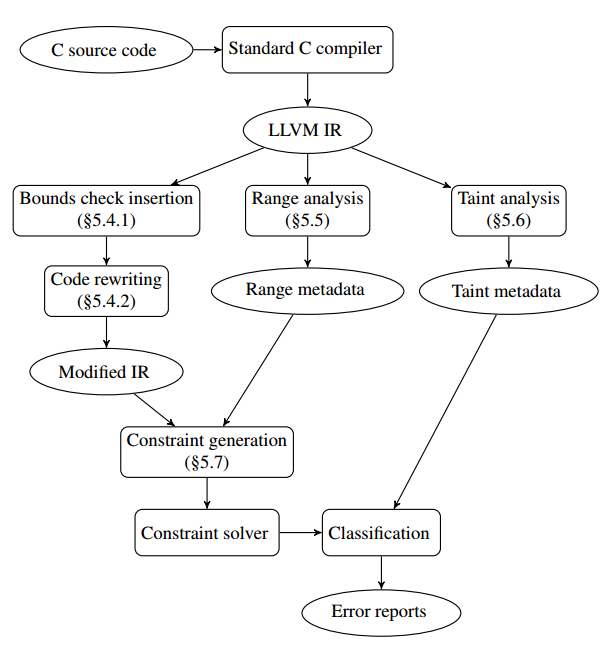 C source code
Standard C compiler
LLVM IR
Bounds check insertion
(§5.4.1)
Range analysis
(§5.5)
Taint analysis
(§5.6)
Code rewriting
(§5.4.2)
Range metadata
Taint metadata
Modified IR
Constraint generation
(§5.7)
Constraint solver
Classification
Error reports